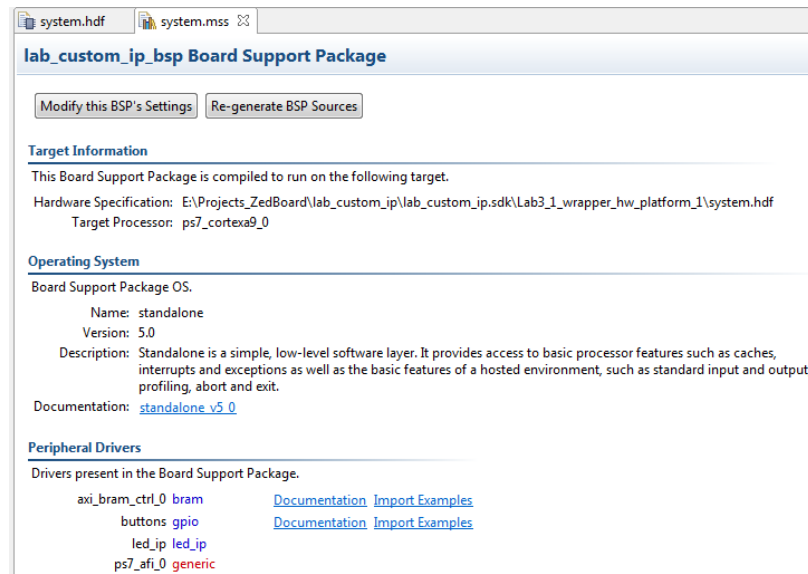 system.hdf system.mss
lab_custom_ip_bsp Board Support Package
Modify this BSP's Settings Re-generate BSP Sources
Target Information
This Board Support Package is compiled to run on the following target.
Hardware Specification: E:\Projects_ZedBoard\lab_custom_ip\lab_custom_ip.sdk\Lab3_1_wrapper_hw_platform_1\system.hdf
Target Processor: ps7_cortexa9_0
Operating System
Board Support Package OS.
Name: standalone
Version: 5.0
Description: Standalone is a simple, low-level software layer. It provides access to basic processor features such as caches,
interrupts and exceptions as well as the basic features of a hosted environment, such as standard input and output
profiling, abort and exit.
Documentation: standalone_v5_0
Peripheral Drivers
Drivers present in the Board Support Package.
axi_bram_ctrl_0 bram Documentation Import Examples
buttons gpio Documentation Import Examples
led_ip led_ip
ps7_afi_0 generic